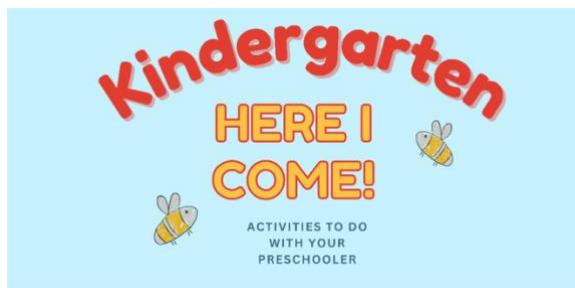 Kindergarten
HERE I
COME!
ACTIVITIES TO DO
WITH YOUR
PRESCHOOLER